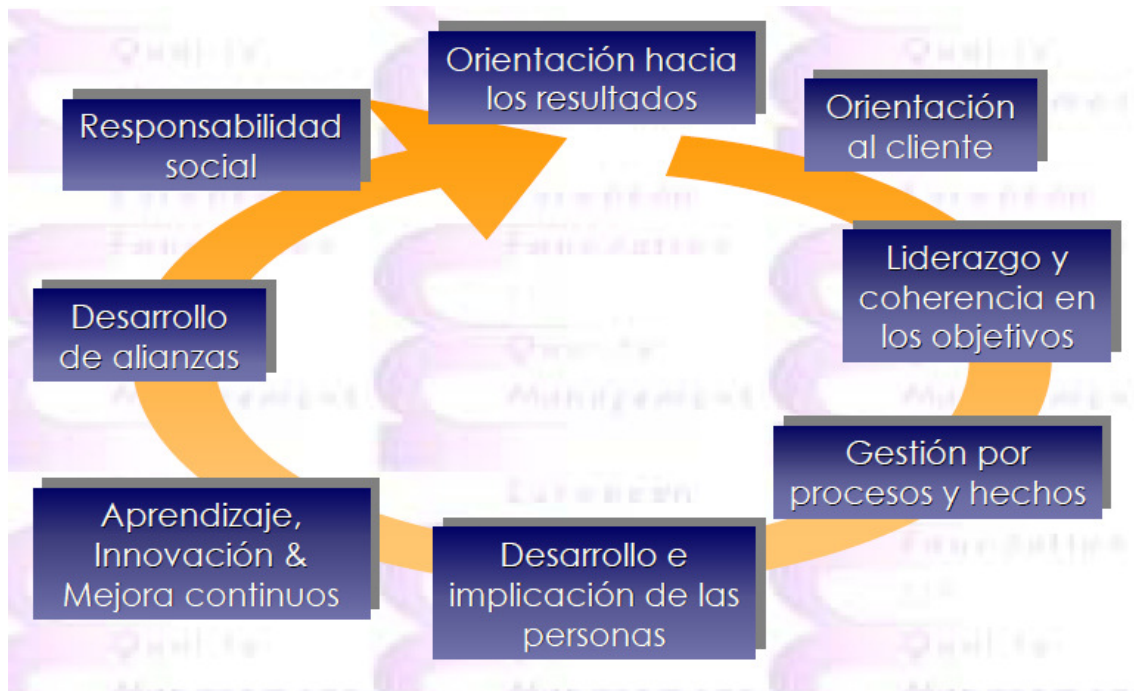 Orientación hacia
los resultados
Orientación
al cliente
Liderazgo y
coherencia en
los objetivos
Gestión por
procesos y hechos
Desarrollo e
implicación de las
personas
Aprendizaje,
Innovación &
Mejora continuos
Desarrollo
de alianzas
Responsabilidad
social